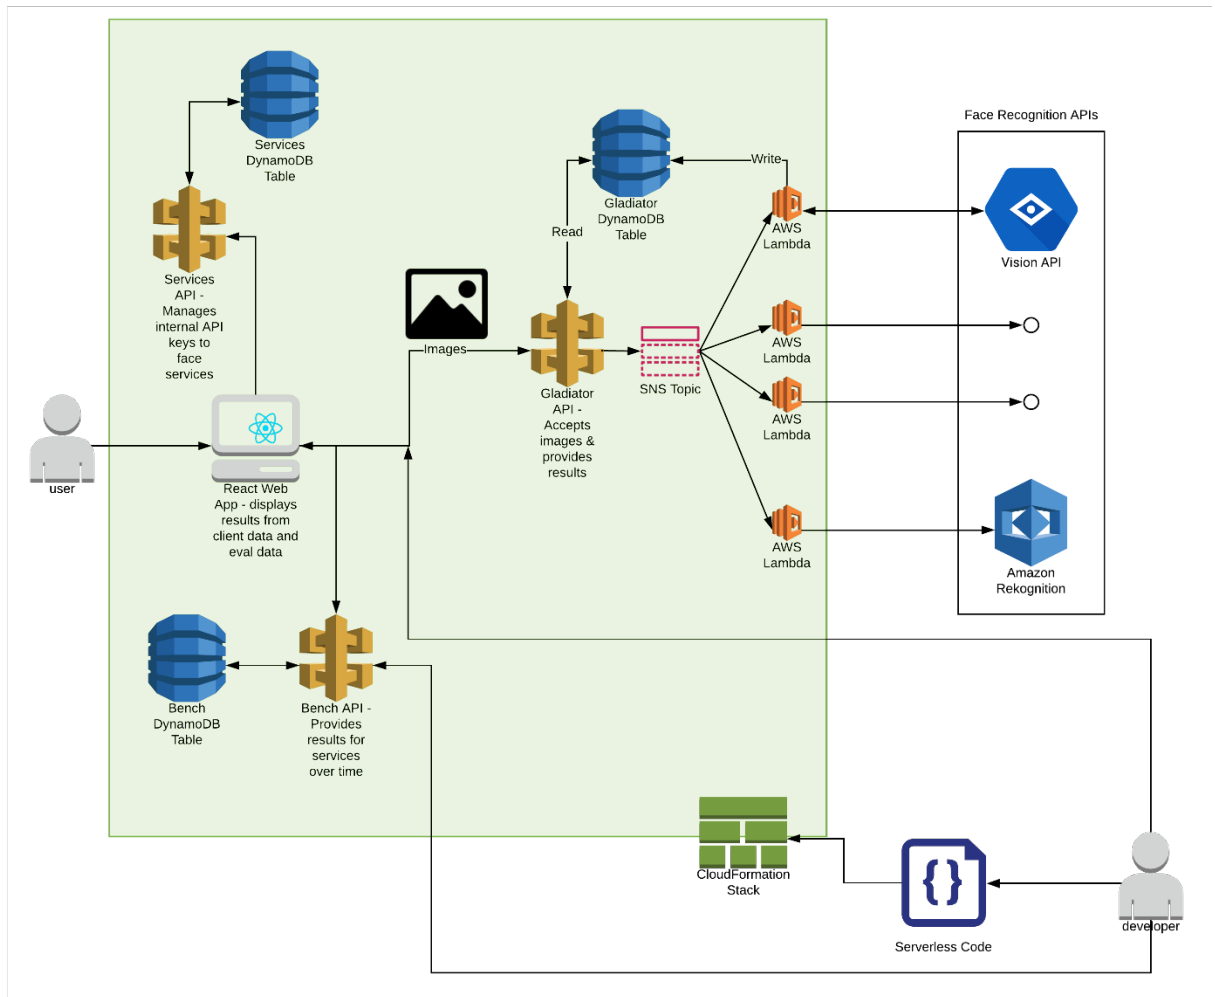 Face Recognition APIs
Services
DynamoDB
Table
Write
Gladiator
DynamoDB
Table
Read
AWS
Lambda
Vision API
Services
API -
Manages
internal API
keys to
face
services
Images
AWS
Lambda
SNS Topic
Gladiator
API -
Accepts
images &
provides
results
AWS
Lambda
user
React Web
App - displays
results from
client data and
eval data
AWS
Lambda
Amazon
Rekognition
Bench
DynamoDB
Table
Bench API -
Provides
results for
services
over time
CloudFormation
Stack
{}
Serverless Code
developer